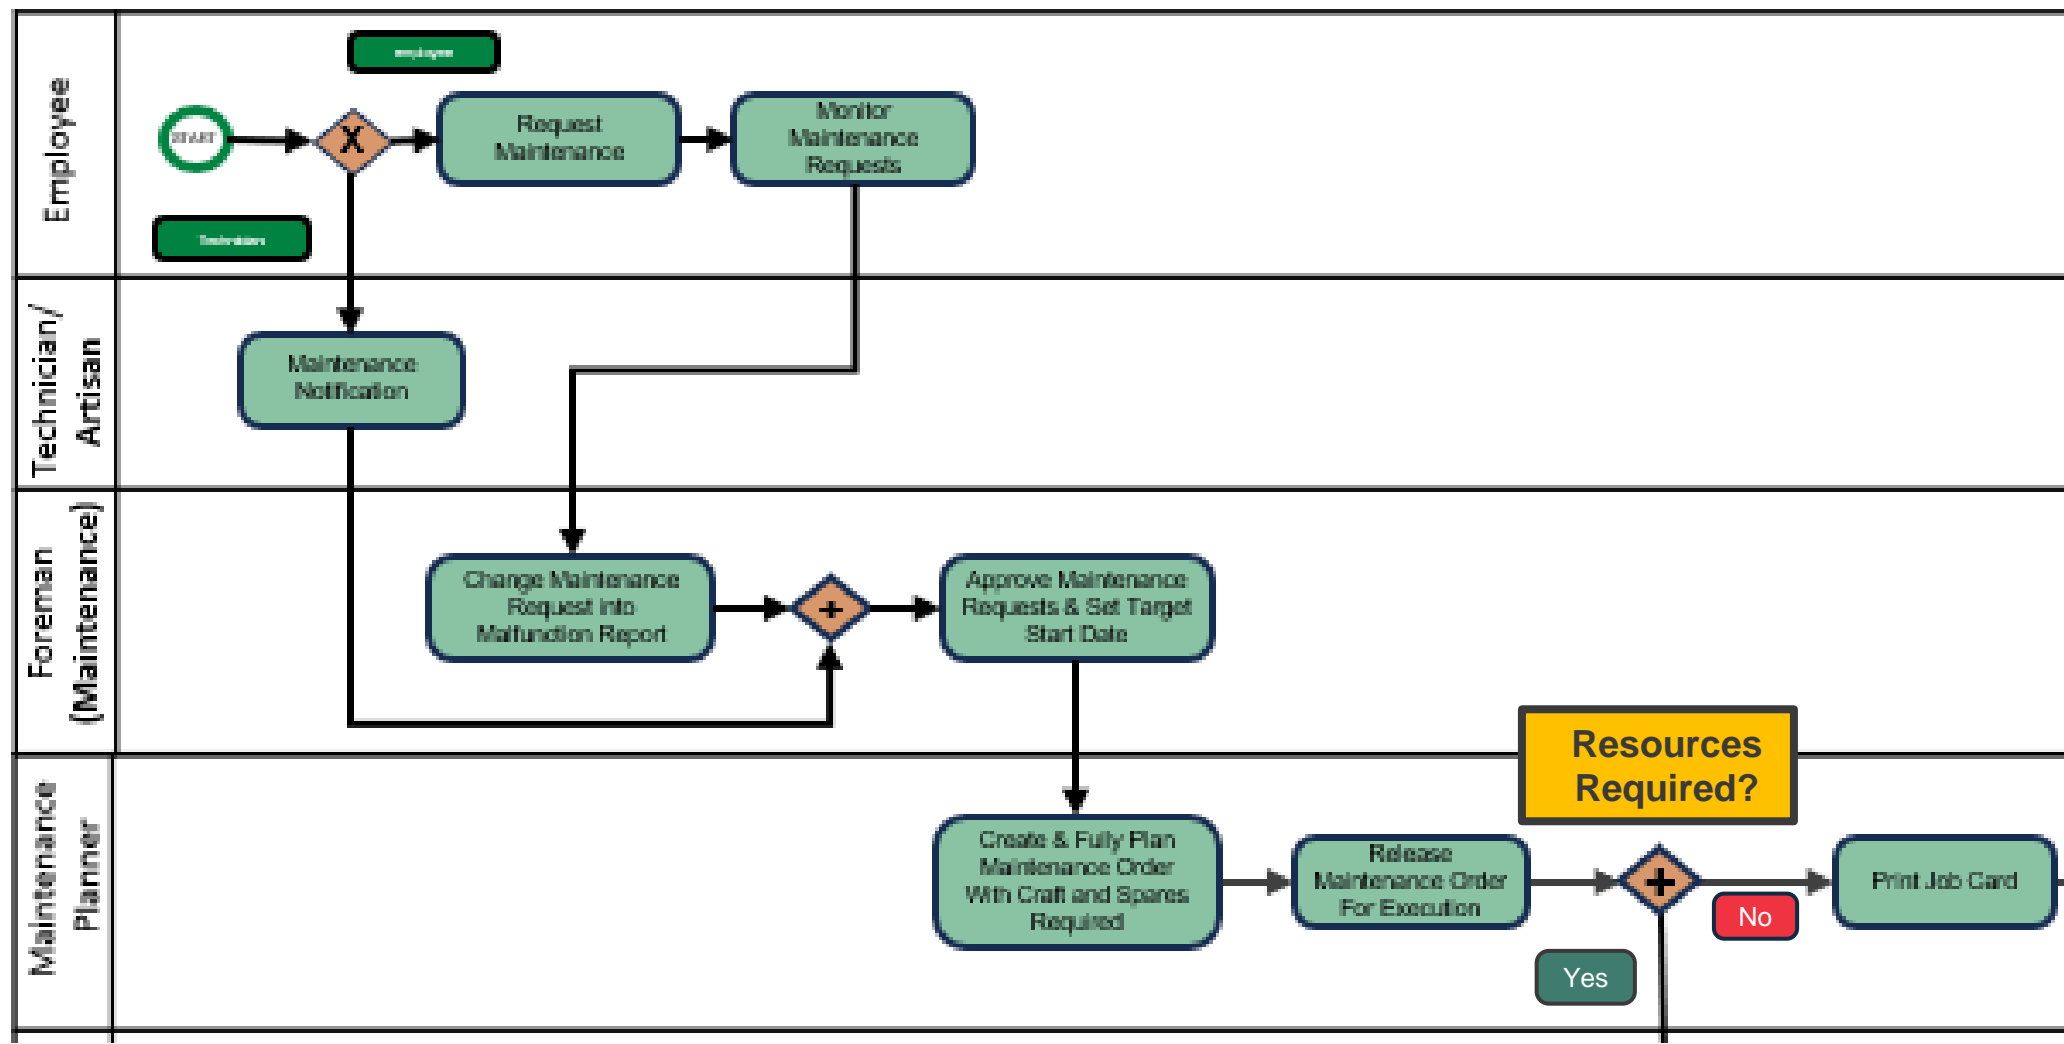 Employee
employee
START
X
Request
Maintenance
Monitor
Maintenance
Requests
Technician
Technician/
Artisan
Maintenance
Notification
Foreman
(Maintenance)
Change Maintenance
Request into
Malfunction Report
+
Approve Maintenance
Requests & Set Target
Start Date
Resources
Required?
Maintenance
Planner
Create & Fully Plan
Maintenance Order
With Craft and Spares
Required
Release
Maintenance Order
For Execution
+
No
Print Job Card
Yes